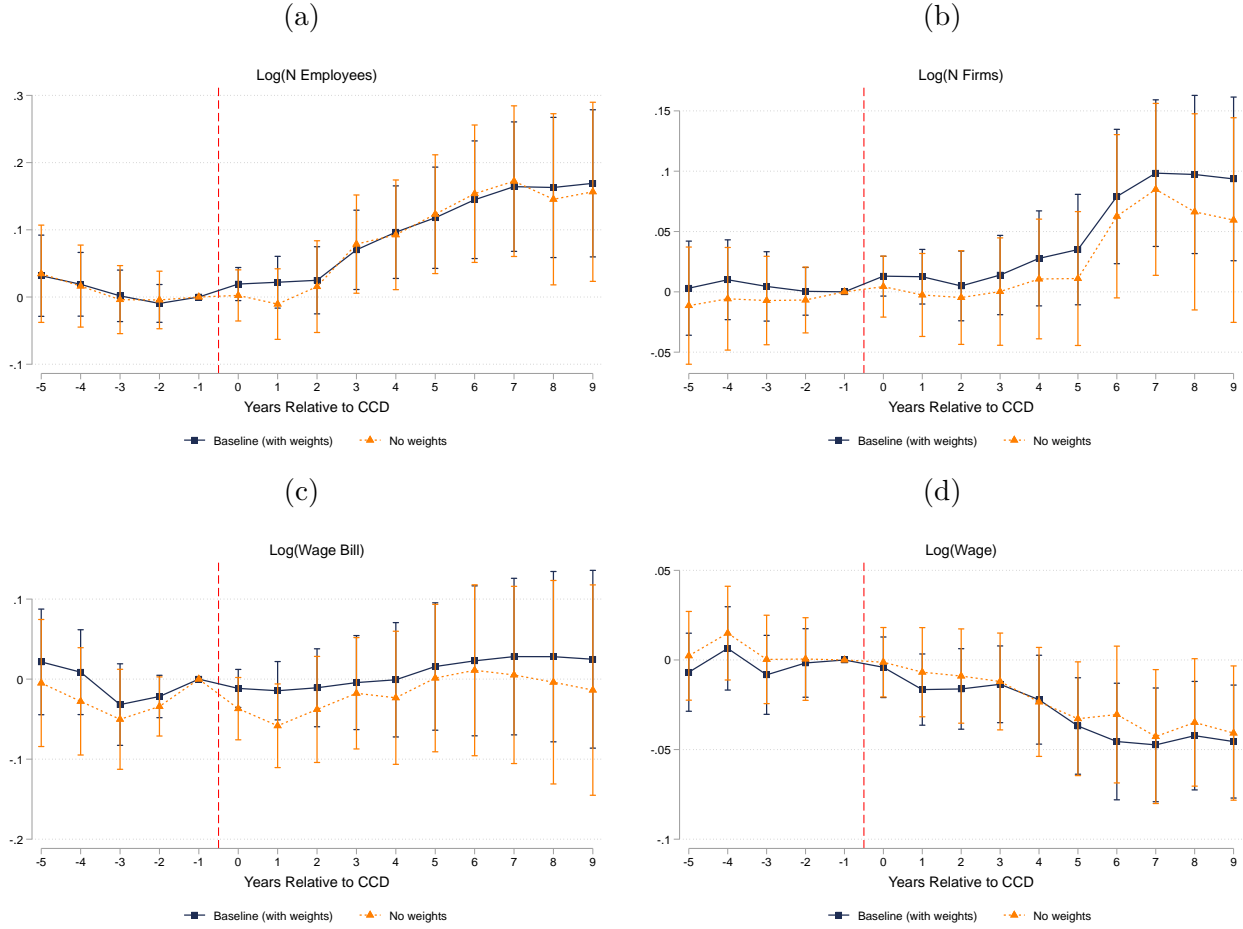 (a)
Log(N Employees)
.3
.2
.1
0
-.1
-5 -4 -3 -2 -1 0 1 2 3 4 5 6 7 8 9
Years Relative to CCD
Baseline (with weights) No weights
(b)
Log(N Firms)
.15
.1
.05
0
-.05
-5 -4 -3 -2 -1 0 1 2 3 4 5 6 7 8 9
Years Relative to CCD
Baseline (with weights) No weights
(c)
Log(Wage Bill)
.1
0
-.1
-.2
-5 -4 -3 -2 -1 0 1 2 3 4 5 6 7 8 9
Years Relative to CCD
Baseline (with weights) No weights
(d)
Log(Wage)
.05
0
-.05
-.1
-5 -4 -3 -2 -1 0 1 2 3 4 5 6 7 8 9
Years Relative to CCD
Baseline (with weights) No weights